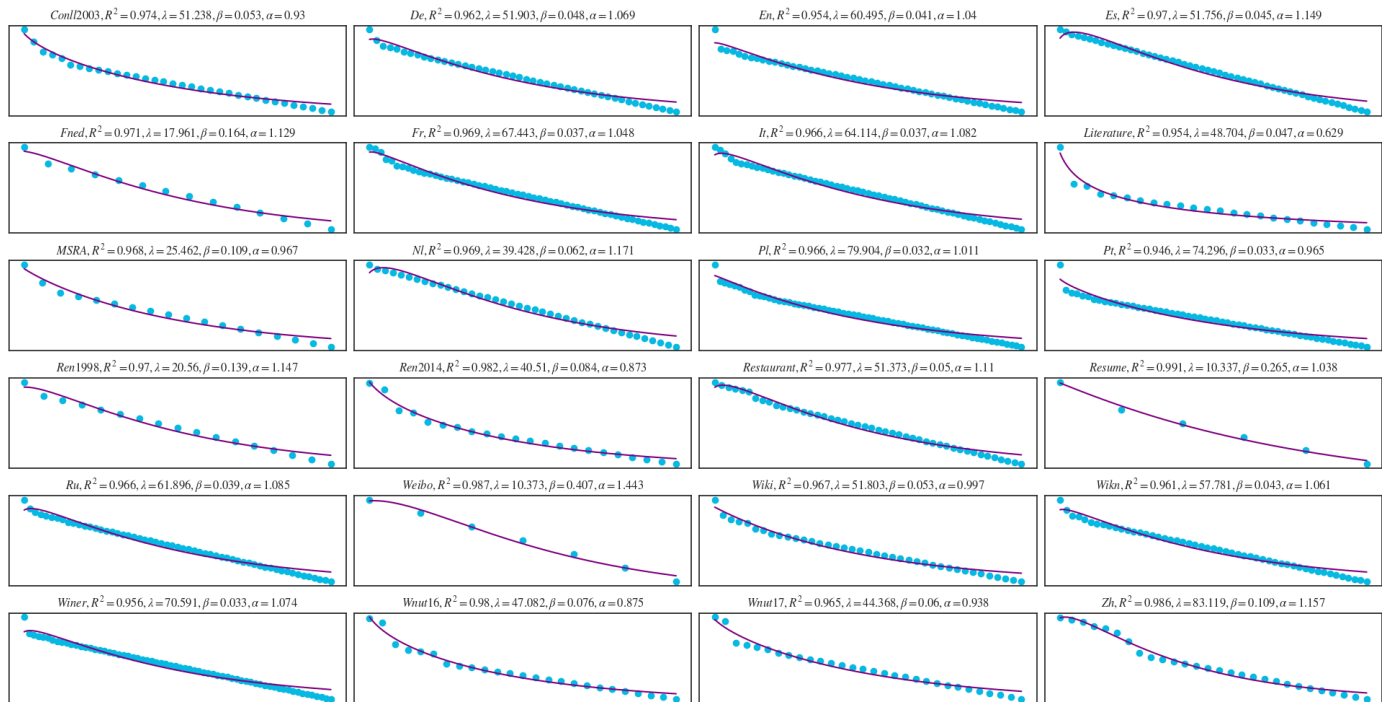 Conll2003, R² = 0.974, λ = 51.238, β = 0.053, α = 0.93
De, R² = 0.962, λ = 51.903, β = 0.048, α = 1.069
En, R² = 0.954, λ = 60.495, β = 0.041, α = 1.04
Es, R² = 0.97, λ = 51.756, β = 0.045, α = 1.149
Fned, R² = 0.971, λ = 17.961, β = 0.164, α = 1.129
Fr, R² = 0.969, λ = 67.443, β = 0.037, α = 1.048
It, R² = 0.966, λ = 64.114, β = 0.037, α = 1.082
Literature, R² = 0.954, λ = 48.704, β = 0.047, α = 0.629
MSRA, R² = 0.968, λ = 25.462, β = 0.109, α = 0.967
Nl, R² = 0.969, λ = 39.428, β = 0.062, α = 1.171
Pl, R² = 0.966, λ = 79.904, β = 0.032, α = 1.011
Pt, R² = 0.946, λ = 74.296, β = 0.033, α = 0.965
Ren1998, R² = 0.97, λ = 20.56, β = 0.139, α = 1.147
Ren2014, R² = 0.982, λ = 40.51, β = 0.084, α = 0.873
Restaurant, R² = 0.977, λ = 51.373, β = 0.05, α = 1.11
Resume, R² = 0.991, λ = 10.337, β = 0.265, α = 1.038
Ru, R² = 0.966, λ = 61.896, β = 0.039, α = 1.085
Weibo, R² = 0.987, λ = 10.373, β = 0.407, α = 1.443
Wiki, R² = 0.967, λ = 51.803, β = 0.053, α = 0.997
Wikn, R² = 0.961, λ = 57.781, β = 0.043, α = 1.061
Winer, R² = 0.956, λ = 70.591, β = 0.033, α = 1.074
Wnut16, R² = 0.98, λ = 47.082, β = 0.076, α = 0.875
Wnut17, R² = 0.965, λ = 44.368, β = 0.06, α = 0.938
Zh, R² = 0.986, λ = 83.119, β = 0.109, α = 1.157